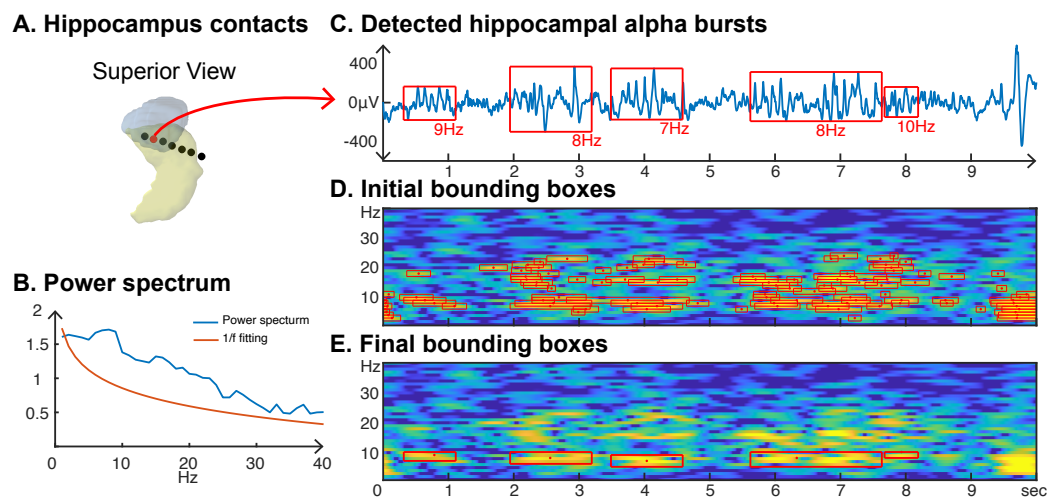 A. Hippocampus contacts
Superior View
B. Power spectrum
2
1.5
1
0.5
Power specturm
1/f fitting
0
10
20
30
40
Hz
C. Detected hippocampal alpha bursts
400
0µV
-400
9Hz
8Hz
7Hz
8Hz
10Hz
1
2
3
4
5
6
7
8
9
D. Initial bounding boxes
Hz
30
20
10
E. Final bounding boxes
Hz
30
20
10
0
1
2
3
4
5
6
7
8
9
sec